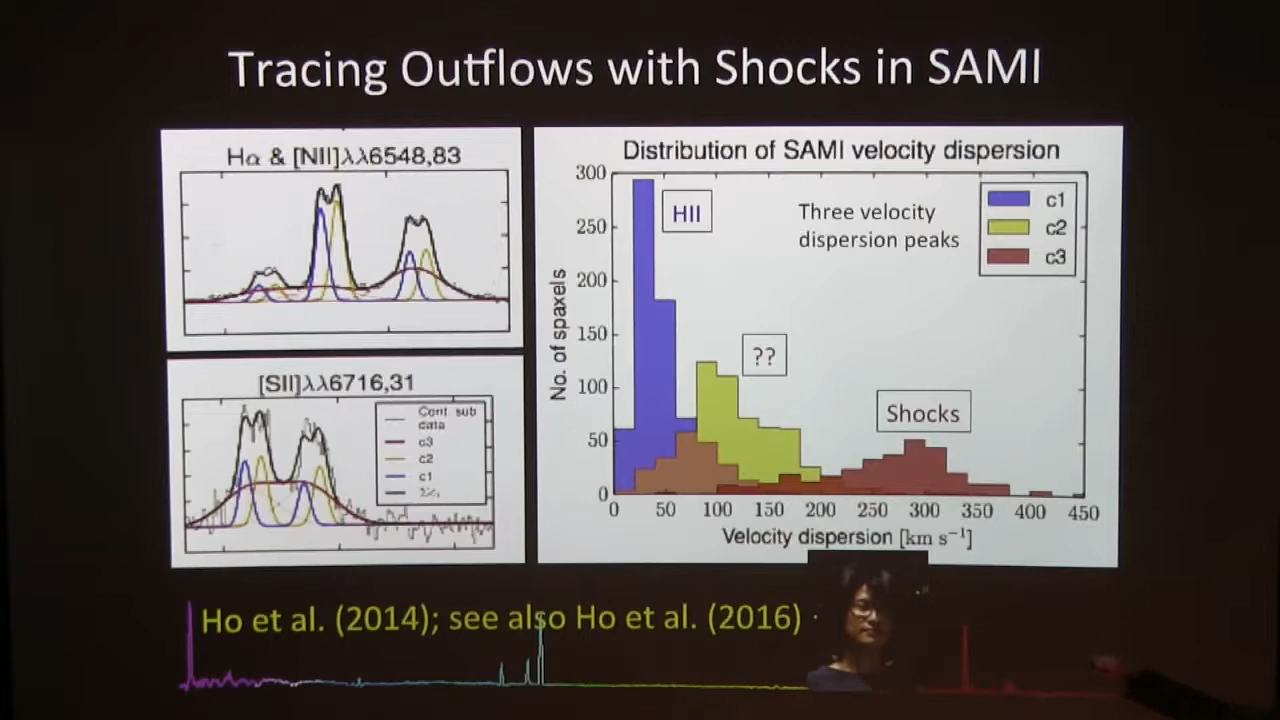 Tracing Outflows with Shocks in SAMI
Hα & [NII]λλ6548,83
[SII]λλ6716,31
Cont. sub
data
c3
c2
c1
Distribution of SAMI velocity dispersion
No. of spaxels
300
250
200
150
100
50
0
HII
Three velocity
dispersion peaks
c1
c2
c3
??
Shocks
0 50 100 150 200 250 300 350 400 450
Velocity dispersion [km s⁻¹]
Ho et al. (2014); see also Ho et al. (2016)